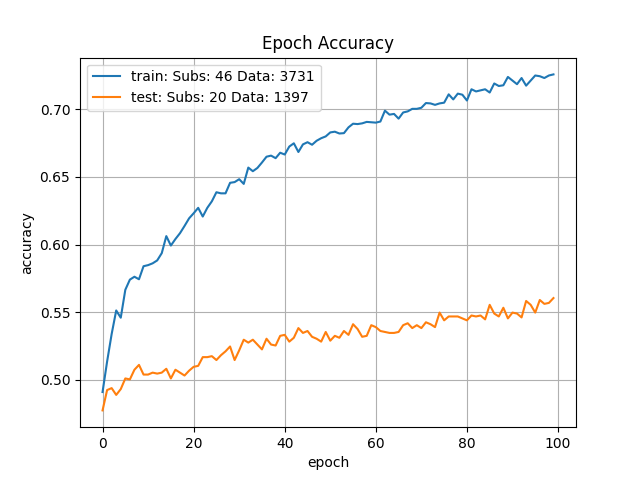 Epoch Accuracy
train: Subs: 46 Data: 3731
test: Subs: 20 Data: 1397
accuracy
0.70
0.65
0.60
0.55
0.50
0 20 40 60 80 100
epoch